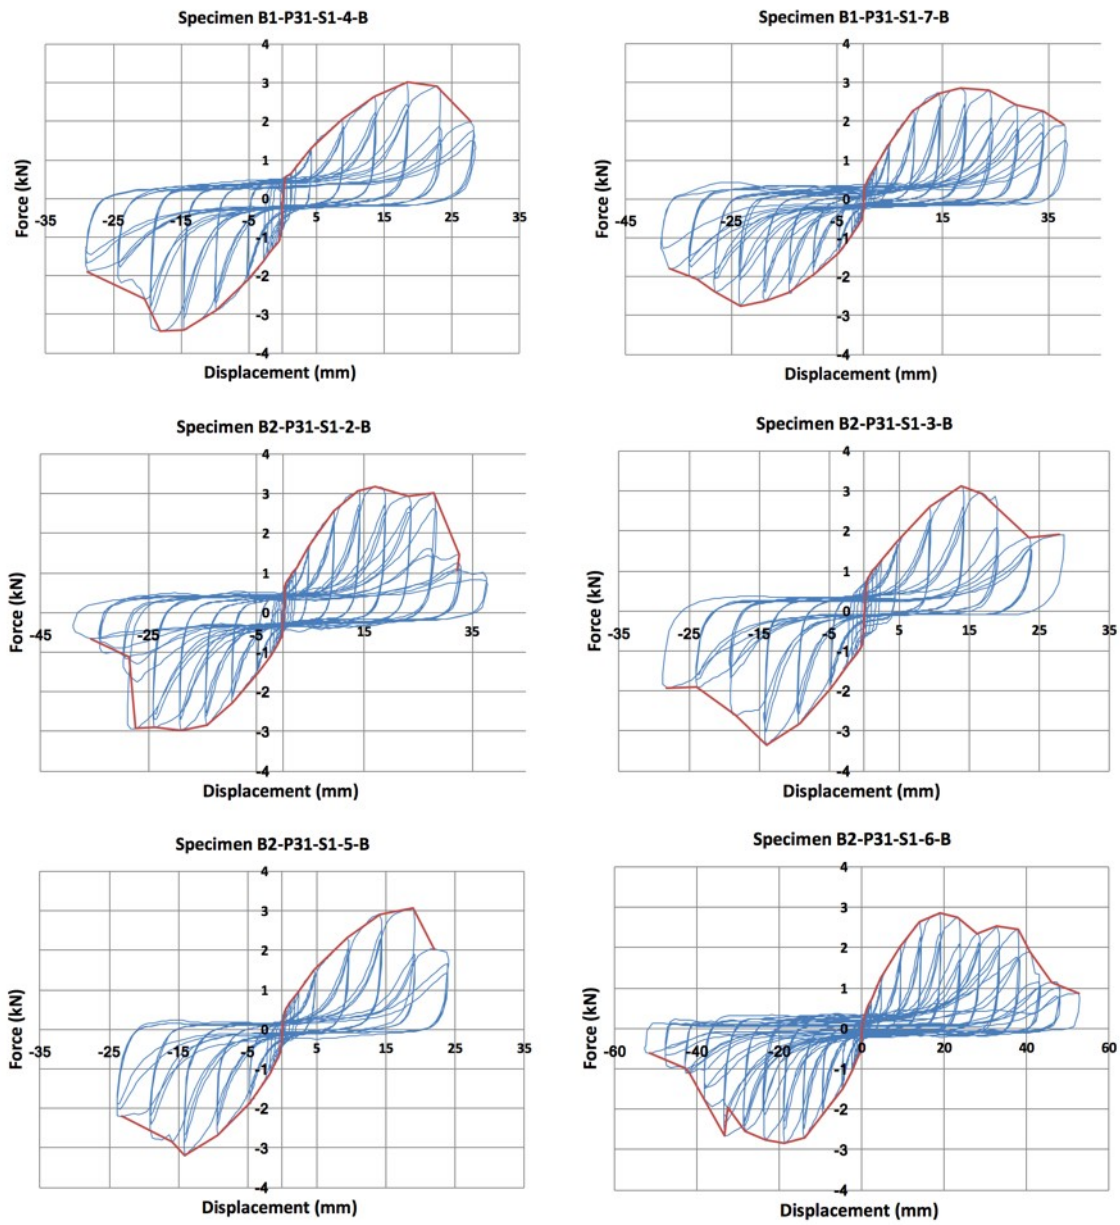 Specimen B1-P31-S1-4-B
4
3
2
1
0
-35 -25 -15 -5 5 15 25 35
-1
-2
-3
-4
Force (kN)
Displacement (mm)
Specimen B1-P31-S1-7-B
4
3
2
1
0
-45 -25 -5 15 35
-1
-2
-3
-4
Force (kN)
Displacement (mm)
Specimen B2-P31-S1-2-B
4
3
2
1
0
-45 -25 -5 15 35
-1
-2
-3
-4
Force (kN)
Displacement (mm)
Specimen B2-P31-S1-3-B
4
3
2
1
0
-35 -25 -15 -5 5 15 25 35
-1
-2
-3
-4
Force (kN)
Displacement (mm)
Specimen B2-P31-S1-5-B
4
3
2
1
0
-35 -25 -15 -5 5 15 25 35
-1
-2
-3
-4
Force (kN)
Displacement (mm)
Specimen B2-P31-S1-6-B
4
3
2
1
0
-60 -40 -20 0 20 40 60
-1
-2
-3
-4
Force (kN)
Displacement (mm)